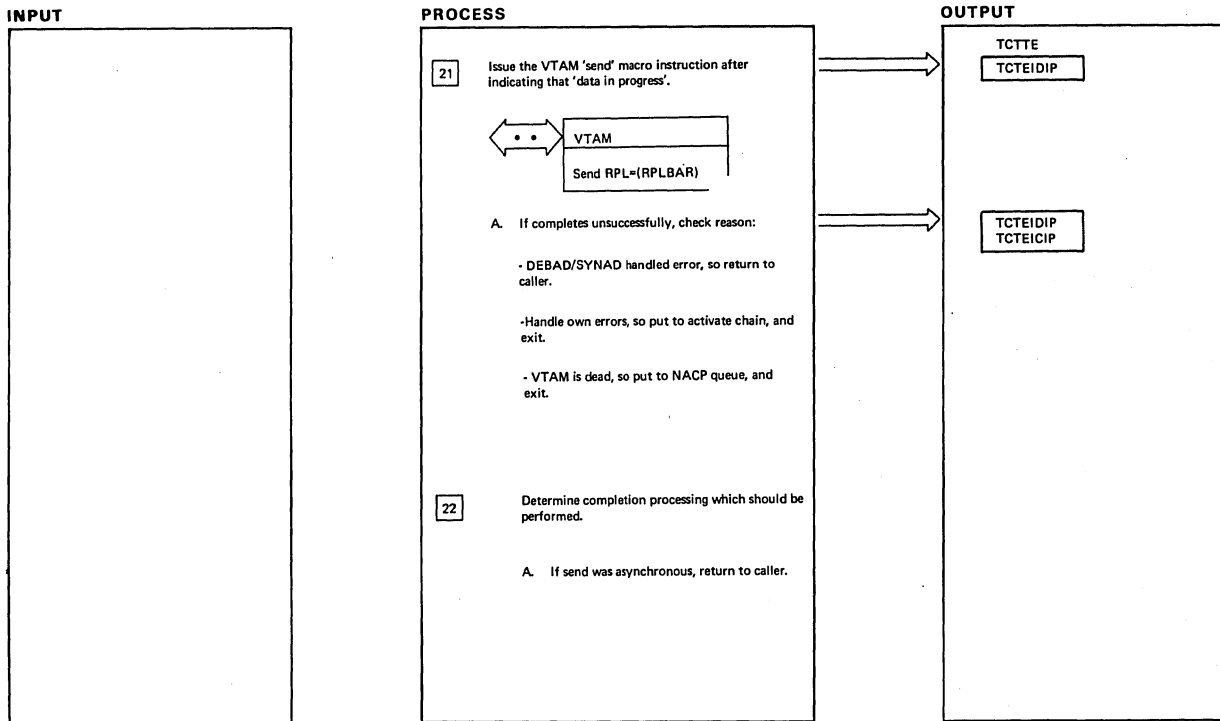 INPUT
PROCESS
OUTPUT
21
Issue the VTAM 'send' macro instruction after
indicating that 'data in progress'.
TCTTE
TCTEIDIP
VTAM
Send RPL=(RPLBAR)
A. If completes unsuccessfully, check reason:
TCTEIDIP
TCTEICIP
- DEBAD/SYNAD handled error, so return to
caller.
-Handle own errors, so put to activate chain, and
exit.
- VTAM is dead, so put to NACP queue, and
exit.
22
Determine completion processing which should be
performed.
A. If send was asynchronous, return to caller.